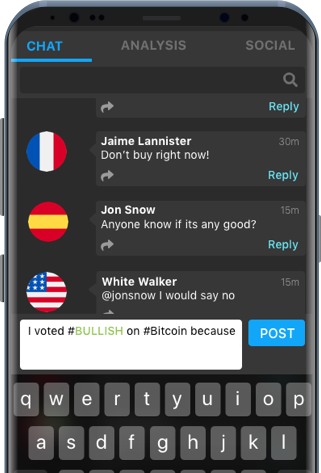 CHAT ANALYSIS SOCIAL
Reply
Jaime Lannister 30m
Don't buy right now!
Reply
Jon Snow 15m
Anyone know if its any good?
Reply
White Walker 15m
@jonsnow I would say no
I voted #BULLISH on #Bitcoin because
POST
q w e r t y u i o p
a s d f g h j k l